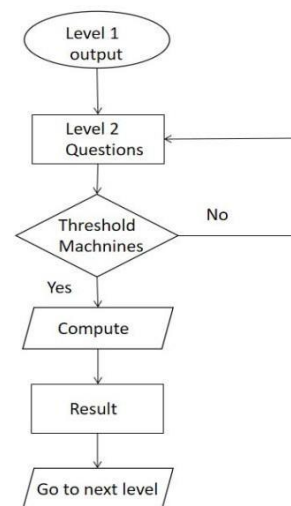 Level 1
output
Level 2
Questions
Threshold
Machnines
No
Yes
Compute
Result
Go to next level